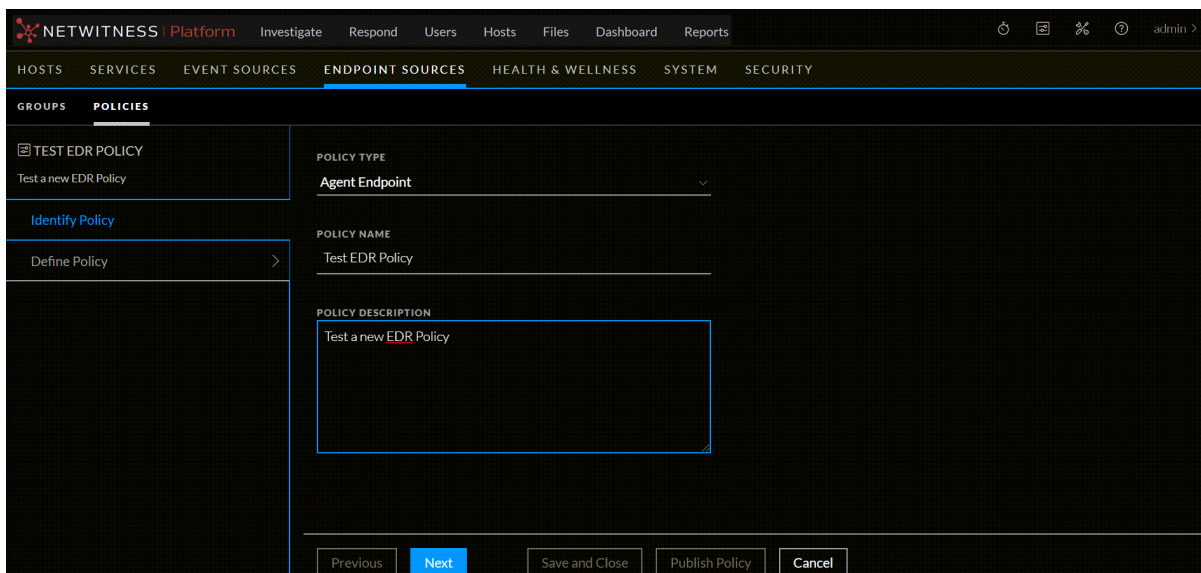 NETWITNESS Platform Investigate Respond Users Hosts Files Dashboard Reports admin >
HOSTS SERVICES EVENT SOURCES ENDPOINT SOURCES HEALTH & WELLNESS SYSTEM SECURITY
GROUPS POLICIES
TEST EDR POLICY
Test a new EDR Policy
Identify Policy
Define Policy
POLICY TYPE
Agent Endpoint
POLICY NAME
Test EDR Policy
POLICY DESCRIPTION
Test a new EDR Policy
Previous Next Save and Close Publish Policy Cancel